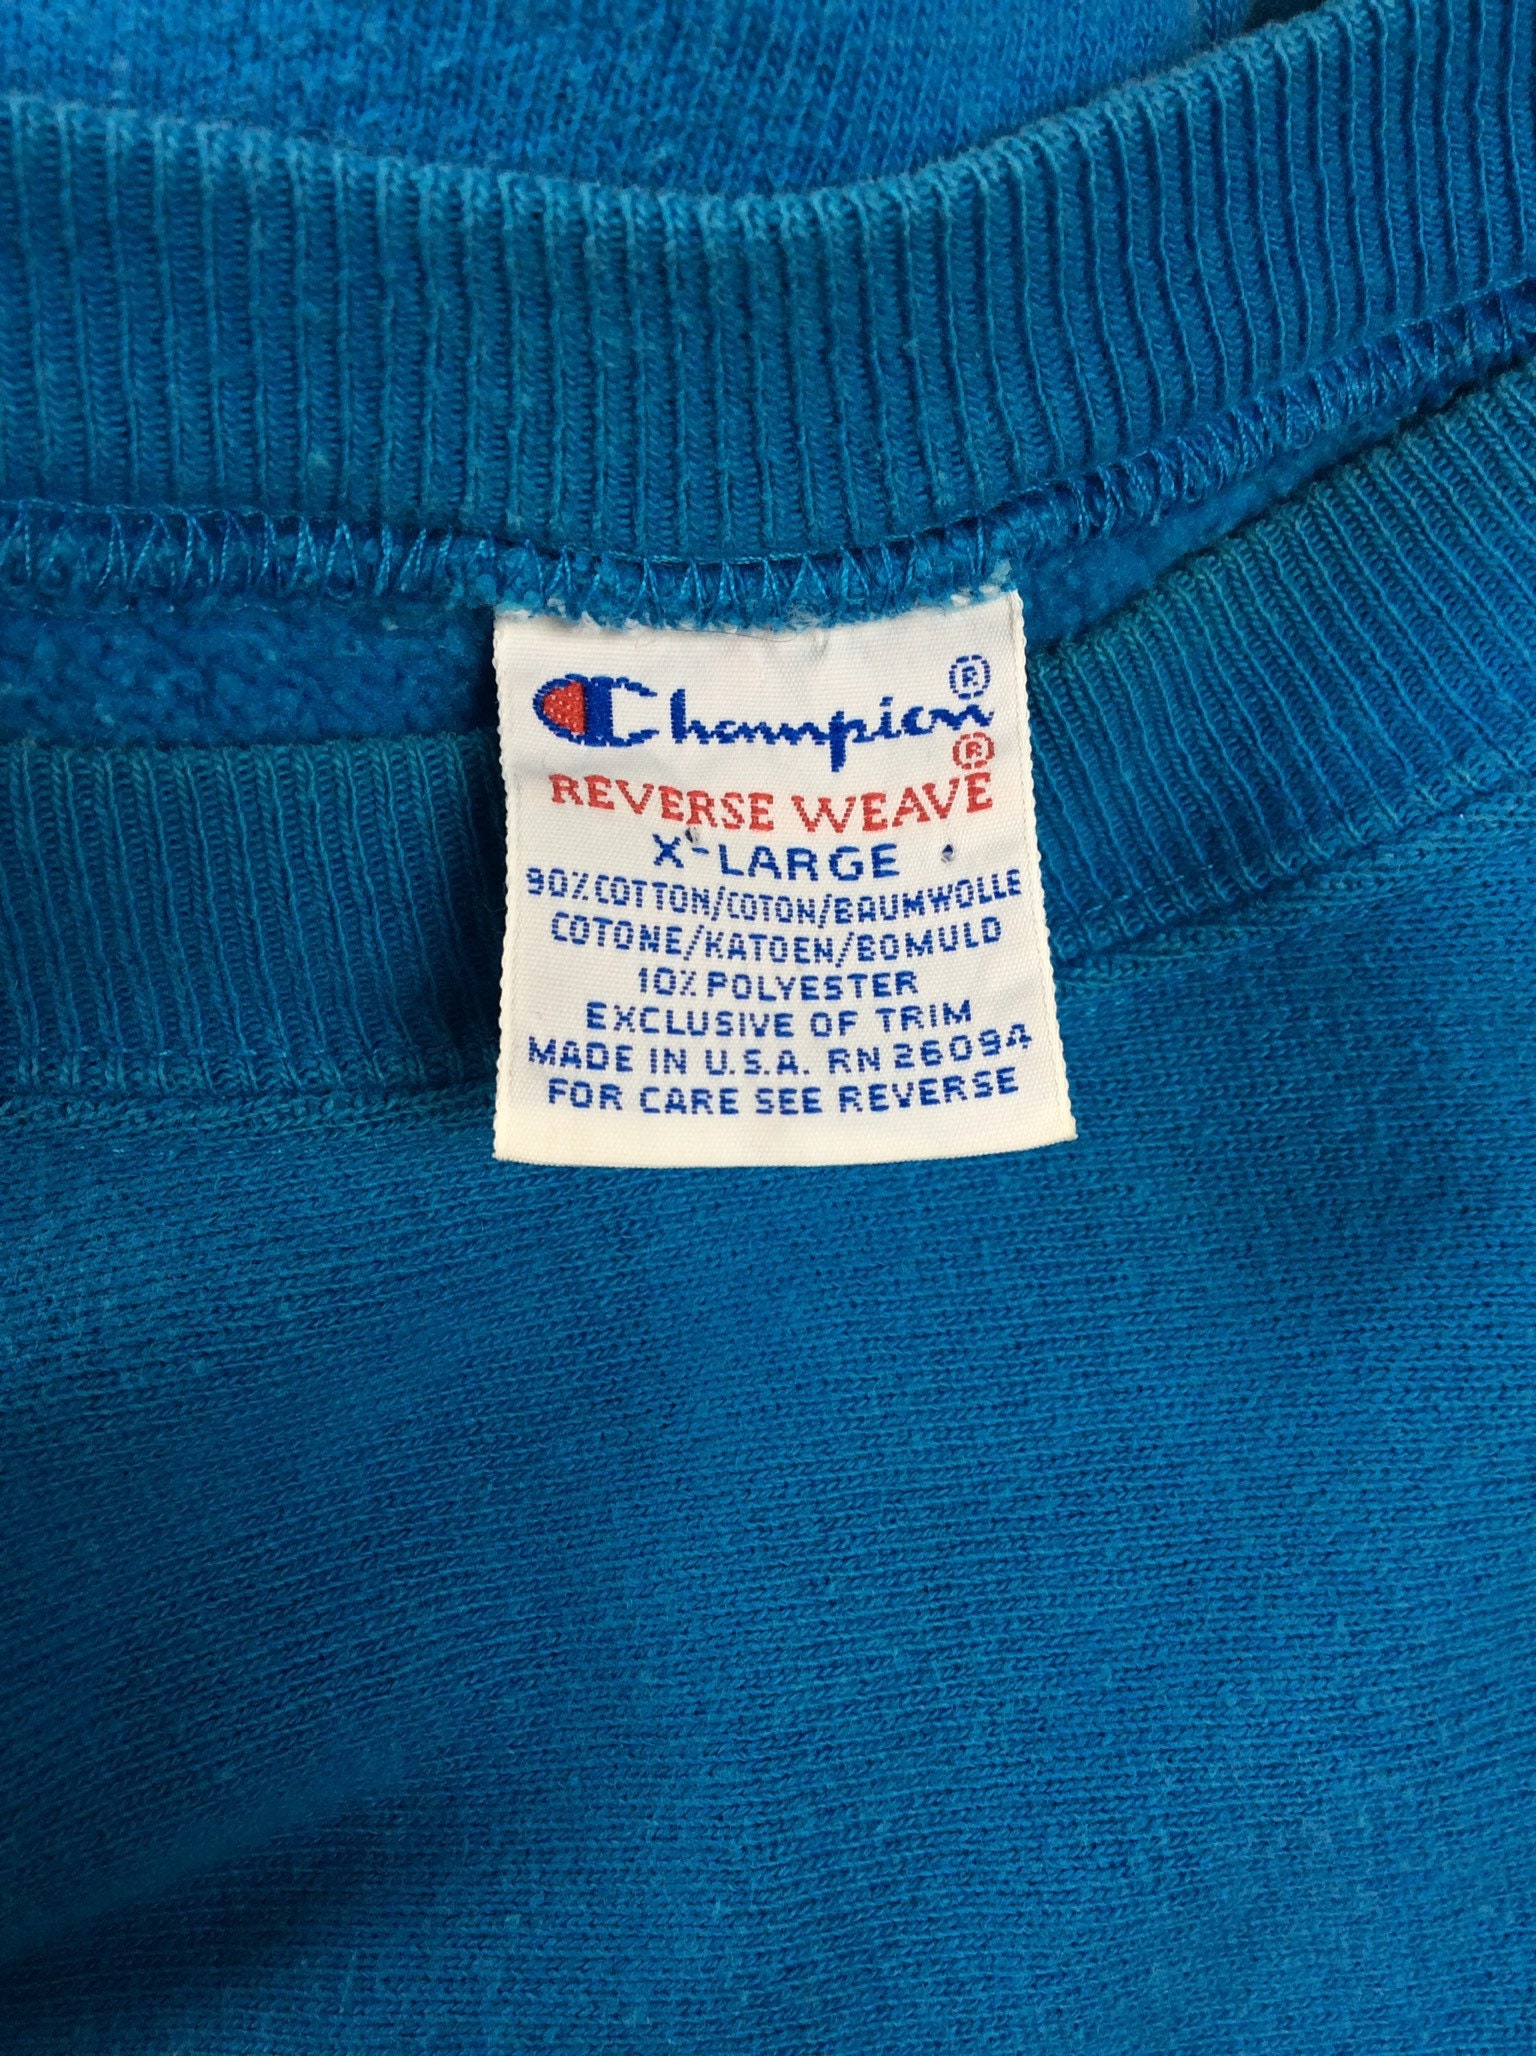 Champion®
REVERSE WEAVE®
X-LARGE
90% COTTON/COTON/BAUMWOLLE
COTONE/KATOEN/BOMULD
10% POLYESTER
EXCLUSIVE OF TRIM
MADE IN U.S.A. RN 26094
FOR CARE SEE REVERSE